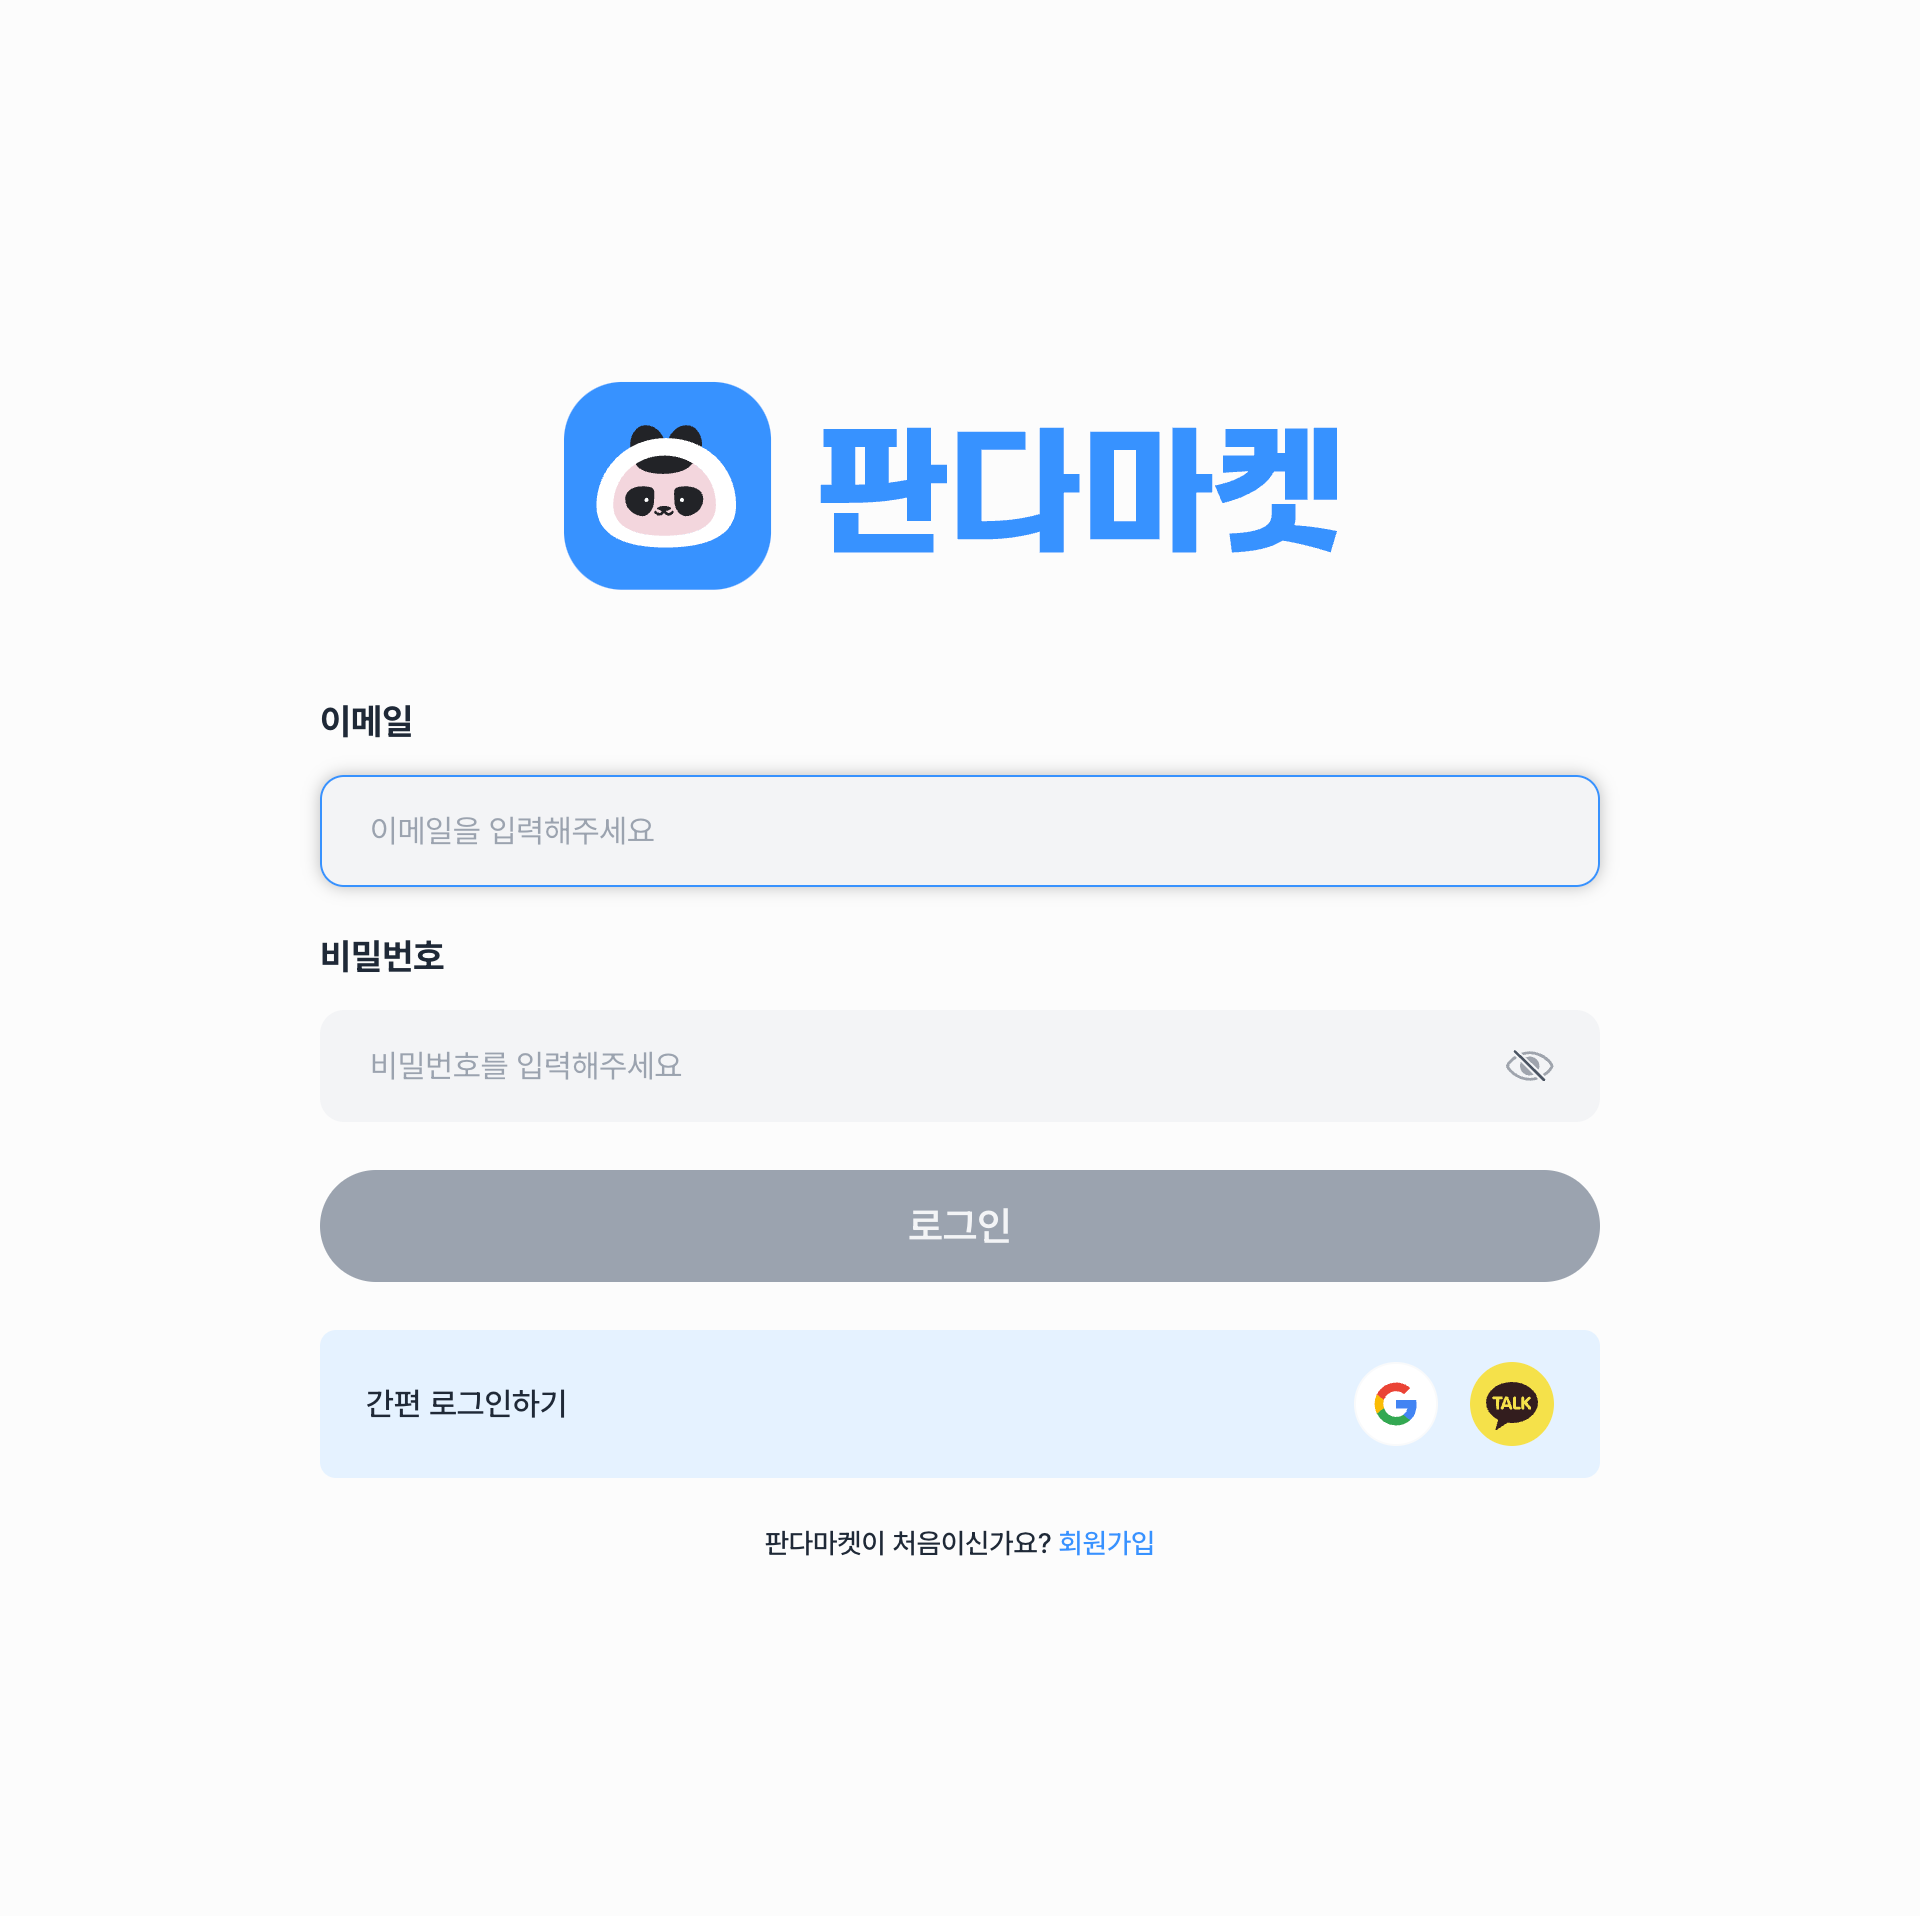 판다마켓
이메일
이메일을 입력해주세요
비밀번호
비밀번호를 입력해주세요
로그인
간편 로그인하기
TALK
판다마켓이 처음이신가요? 회원가입